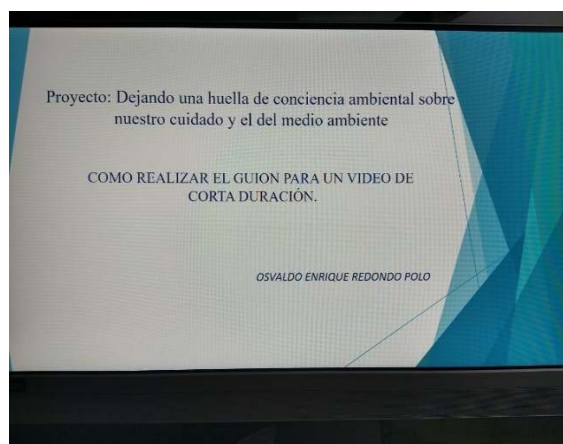 Proyecto: Dejando una huella de conciencia ambiental sobre
nuestro cuidado y el del medio ambiente
COMO REALIZAR EL GUION PARA UN VIDEO DE
CORTA DURACIÓN.
OSVALDO ENRIQUE REDONDO POLO